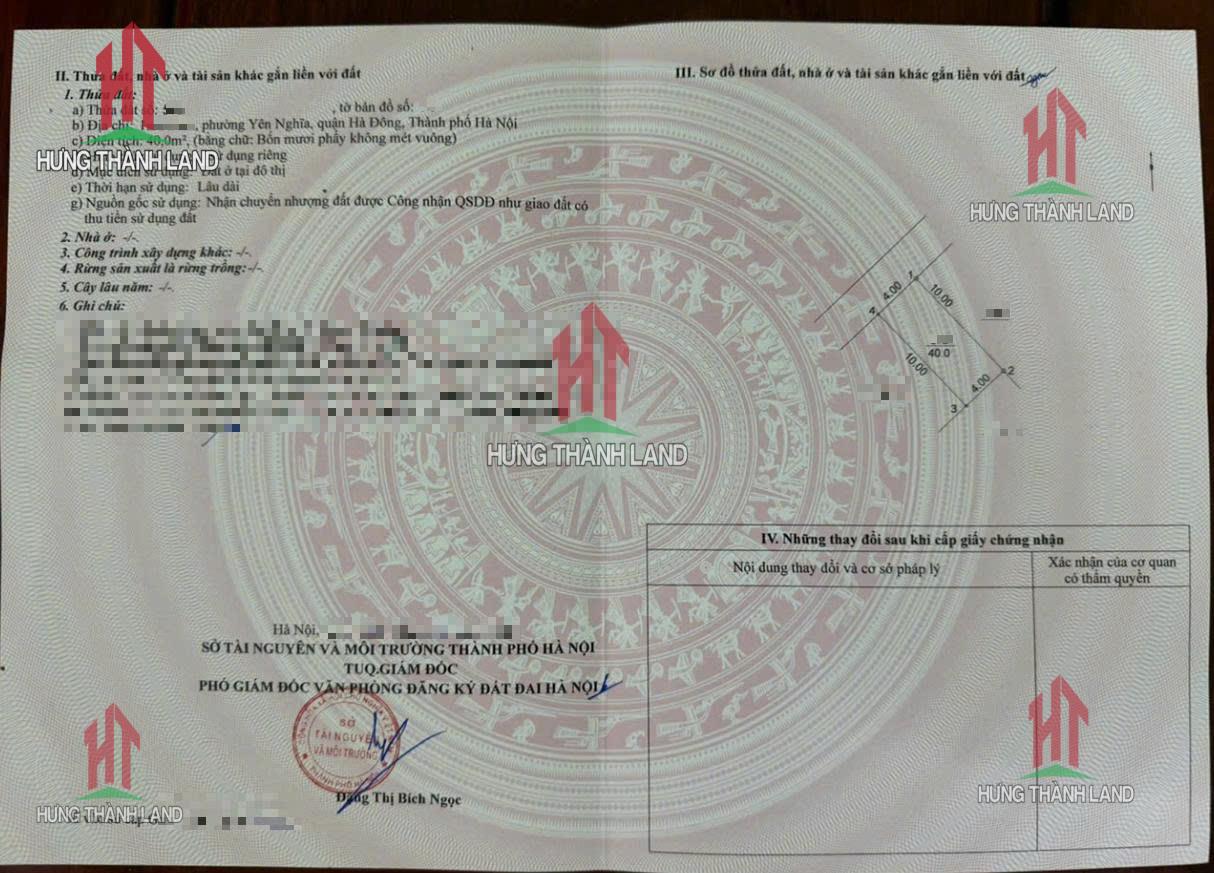 II. Thửa đất, nhà ở và tài sản khác gắn liền với đất
1. Thửa đất:
a) Thửa đất số: , tờ bản đồ số:
b) Địa chỉ: , phường Yên Nghĩa, quận Hà Đông, Thành phố Hà Nội
c) Diện tích: 40,0m², (bằng chữ: Bốn mươi phẩy không mét vuông)
sử dụng riêng
đ) Mục đích sử dụng: Đất ở tại đô thị
e) Thời hạn sử dụng: Lâu dài
g) Nguồn gốc sử dụng: Nhận chuyển nhượng đất được Công nhận QSDĐ như giao đất có
thu tiền sử dụng đất
2. Nhà ở: -/-.
3. Công trình xây dựng khác: -/-.
4. Rừng sản xuất là rừng trồng: -/-.
5. Cây lâu năm: -/-.
6. Ghi chú:
Hà Nội,
SỞ TÀI NGUYÊN VÀ MÔI TRƯỜNG THÀNH PHỐ HÀ NỘI
TUQ.GIÁM ĐỐC
PHÓ GIÁM ĐỐC VĂN PHÒNG ĐĂNG KÝ ĐẤT ĐAI HÀ NỘI
SỞ
TÀI NGUYÊN
VÀ MÔI TRƯỜNG
Đặng Thị Bích Ngọc
III. Sơ đồ thửa đất, nhà ở và tài sản khác gắn liền với đất
1
4.00
10.00
4
40.0
10.00
2
4.00
3
IV. Những thay đổi sau khi cấp giấy chứng nhận
Nội dung thay đổi và cơ sở pháp lý
Xác nhận của cơ quan
có thẩm quyền
HƯNG THÀNH LAND
HƯNG THÀNH LAND
HƯNG THÀNH LAND
HƯNG THÀNH LAND
HƯNG THÀNH LAND